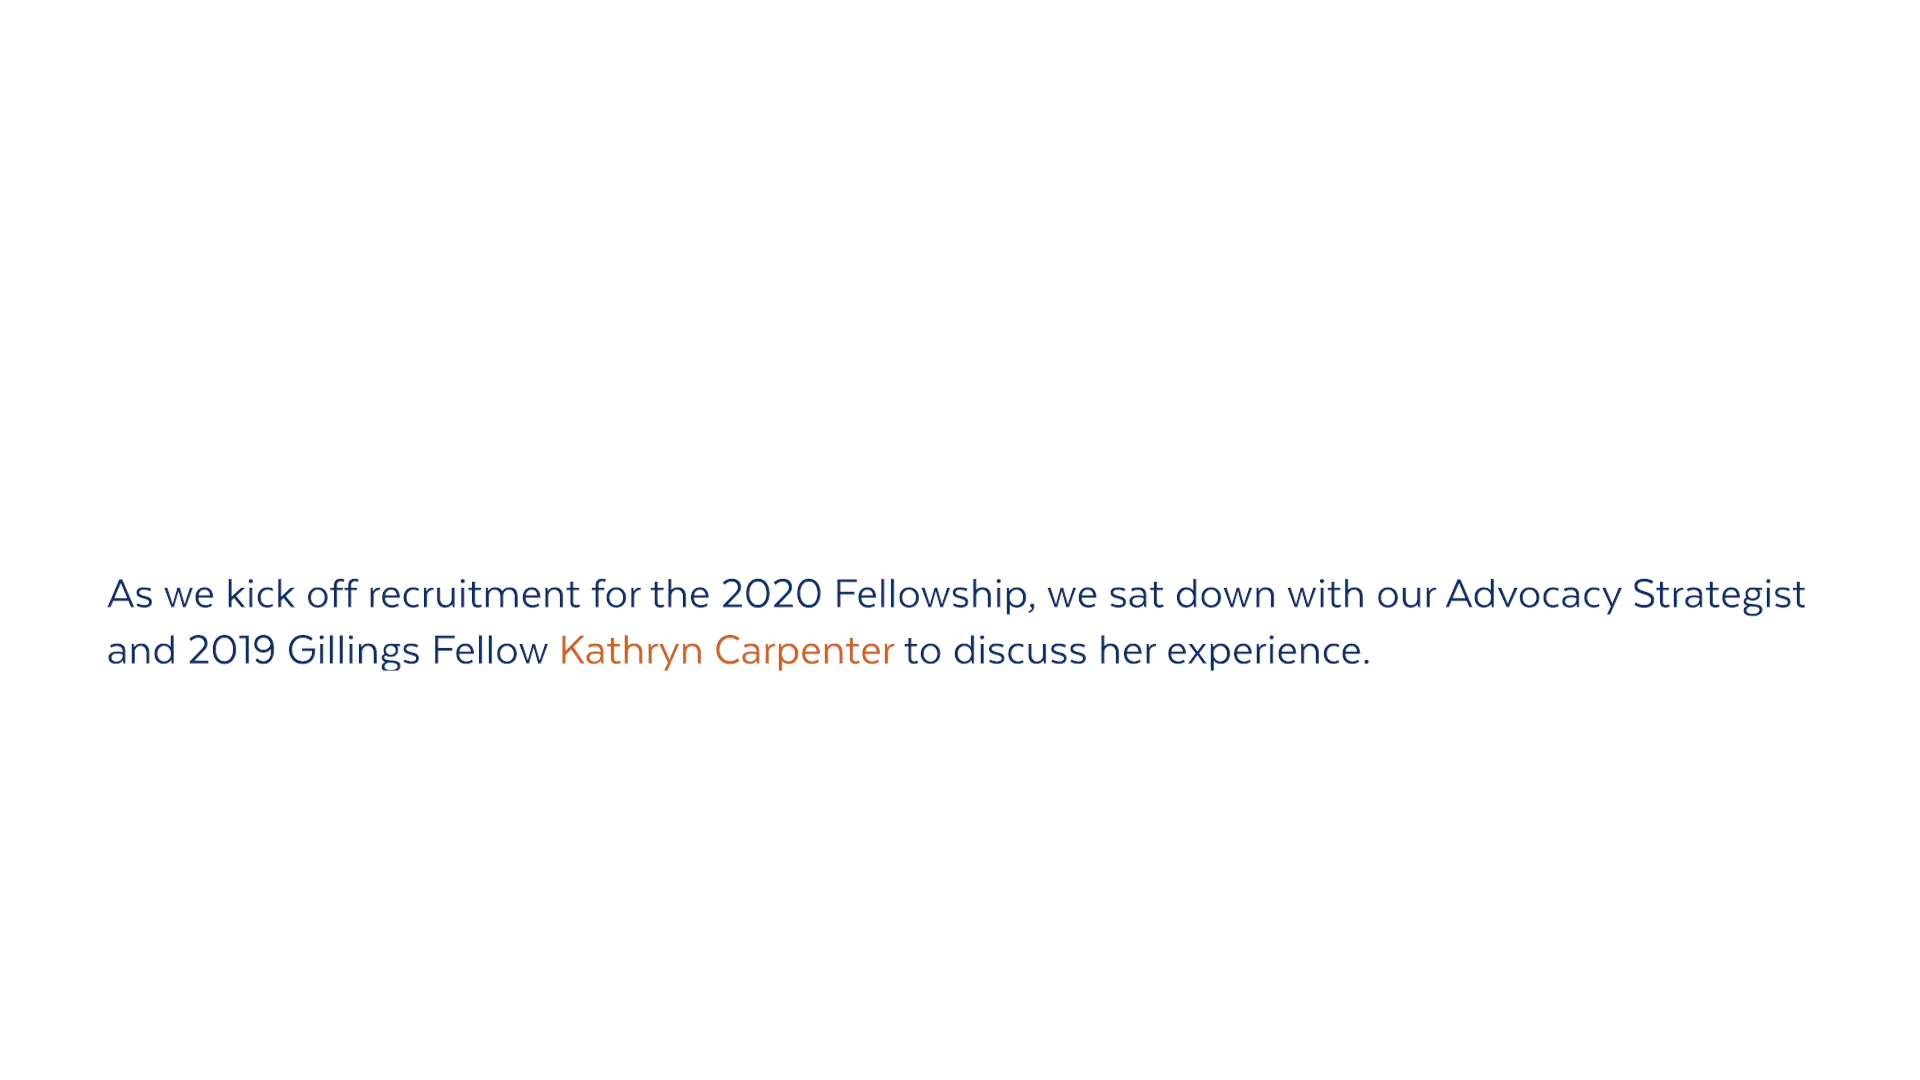 As we kick off recruitment for the 2020 Fellowship, we sat down with our Advocacy Strategist
and 2019 Gillings Fellow Kathryn Carpenter to discuss her experience.